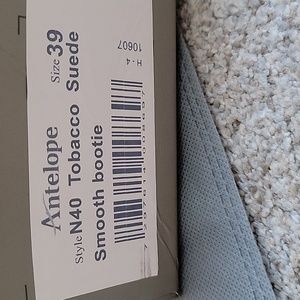 Antelope Size 39
Style N40 Tobacco Suede
Smooth bootie
H - 4
10607